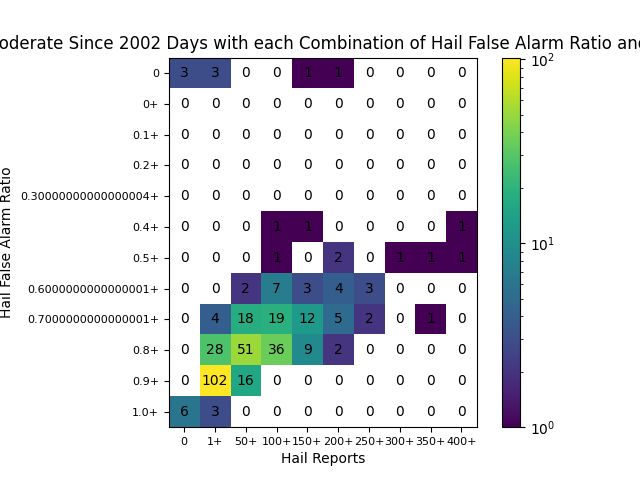 oderate Since 2002 Days with each Combination of Hail False Alarm Ratio and
Hail False Alarm Ratio
0 3 3 0 0 1 1 0 0 0 0
0+ 0 0 0 0 0 0 0 0 0 0
0.1+ 0 0 0 0 0 0 0 0 0 0
0.2+ 0 0 0 0 0 0 0 0 0 0
0.30000000000000004+ 0 0 0 0 0 0 0 0 0 0
0.4+ 0 0 0 1 1 0 0 0 0 1
0.5+ 0 0 0 1 0 2 0 1 1 1
0.6000000000000001+ 0 0 2 7 3 4 3 0 0 0
0.7000000000000001+ 0 4 18 19 12 5 2 0 1 0
0.8+ 0 28 51 36 9 2 0 0 0 0
0.9+ 0 102 16 0 0 0 0 0 0 0
1.0+ 6 3 0 0 0 0 0 0 0 0
0 1+ 50+ 100+ 150+ 200+ 250+ 300+ 350+ 400+
Hail Reports
10²
10¹
10⁰